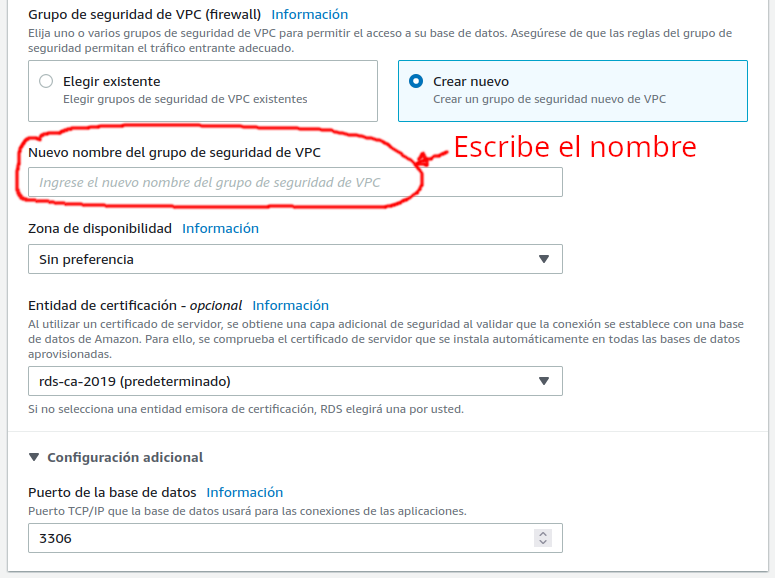 Grupo de seguridad de VPC (firewall) Información
Elija uno o varios grupos de seguridad de VPC para permitir el acceso a su base de datos. Asegúrese de que las reglas del grupo de
seguridad permitan el tráfico entrante adecuado.
Elegir existente
Elegir grupos de seguridad de VPC existentes
Crear nuevo
Crear un grupo de seguridad nuevo de VPC
Nuevo nombre del grupo de seguridad de VPC
Escribe el nombre
Ingrese el nuevo nombre del grupo de seguridad de VPC
Zona de disponibilidad Información
Sin preferencia
Entidad de certificación - opcional Información
Al utilizar un certificado de servidor, se obtiene una capa adicional de seguridad al validar que la conexión se establece con una base
de datos de Amazon. Para ello, se comprueba el certificado de servidor que se instala automáticamente en todas las bases de datos
aprovisionadas.
rds-ca-2019 (predeterminado)
Si no selecciona una entidad emisora de certificación, RDS elegirá una por usted.
Configuración adicional
Puerto de la base de datos Información
Puerto TCP/IP que la base de datos usará para las conexiones de las aplicaciones.
3306